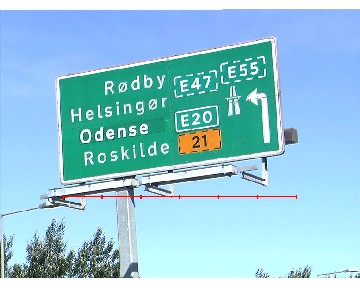 Rødby E47 E55
Helsingør
Odense E20
Roskilde 21